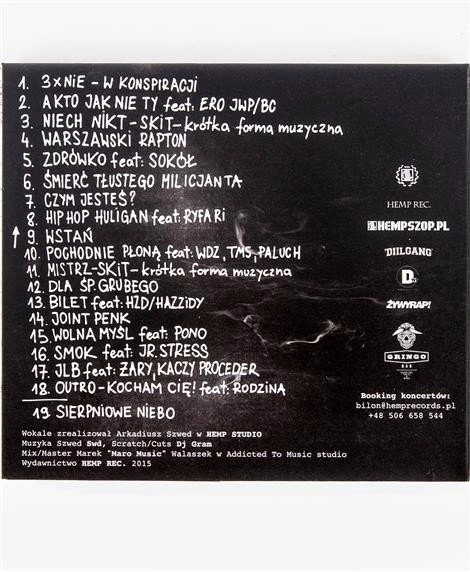 1. 3xNIE - W KONSPIRACJI
2. A KTO JAK NIE TY feat: ERO JWP/BC
3. NIECH NIKT - SKIT - krótka forma muzyczna
4. WARSZAWSKI RAPTON
5. ZDRÓWKO feat: SOKÓŁ
6. ŚMIERĆ TŁUSTEGO MILICJANTA
7. CZYM JESTEŚ?
8. HIP HOP HULIGAN feat: RYFARI
9. WSTAŃ
10. POCHODNIE PŁONĄ feat: WDZ, TMS, PALUCH
11. MISTRZ - SKIT - krótka forma muzyczna
12. DLA ŚP. GRUBEGO
13. BILET feat: HZD/HAZZIDY
14. JOINT PENK
15. WOLNA MYŚL feat: PONO
16. SMOK feat: JR. STRESS
17. JLB feat: ŻARY, KACZY PROCEDER
18. OUTRO - KOCHAM CIĘ! feat: RODZINA
19 SIERPNIOWE NIEBO
Wokale zrealizował Arkadiusz Szwed w HEMP STUDIO
Muzyka Szwed Swd, Scratch/Cuts Dj Gram
Mix/Master Marek "Maro Music" Walaszek w Addicted To Music studio
Wydawnictwo HEMP REC. 2015
HEMP REC.
HEMPSZOP.PL
DIILGANG
D
ŻYWYRAP!
GRINGO
BAR
Booking koncertów:
bilon@hemprecords.pl
+48 506 658 544